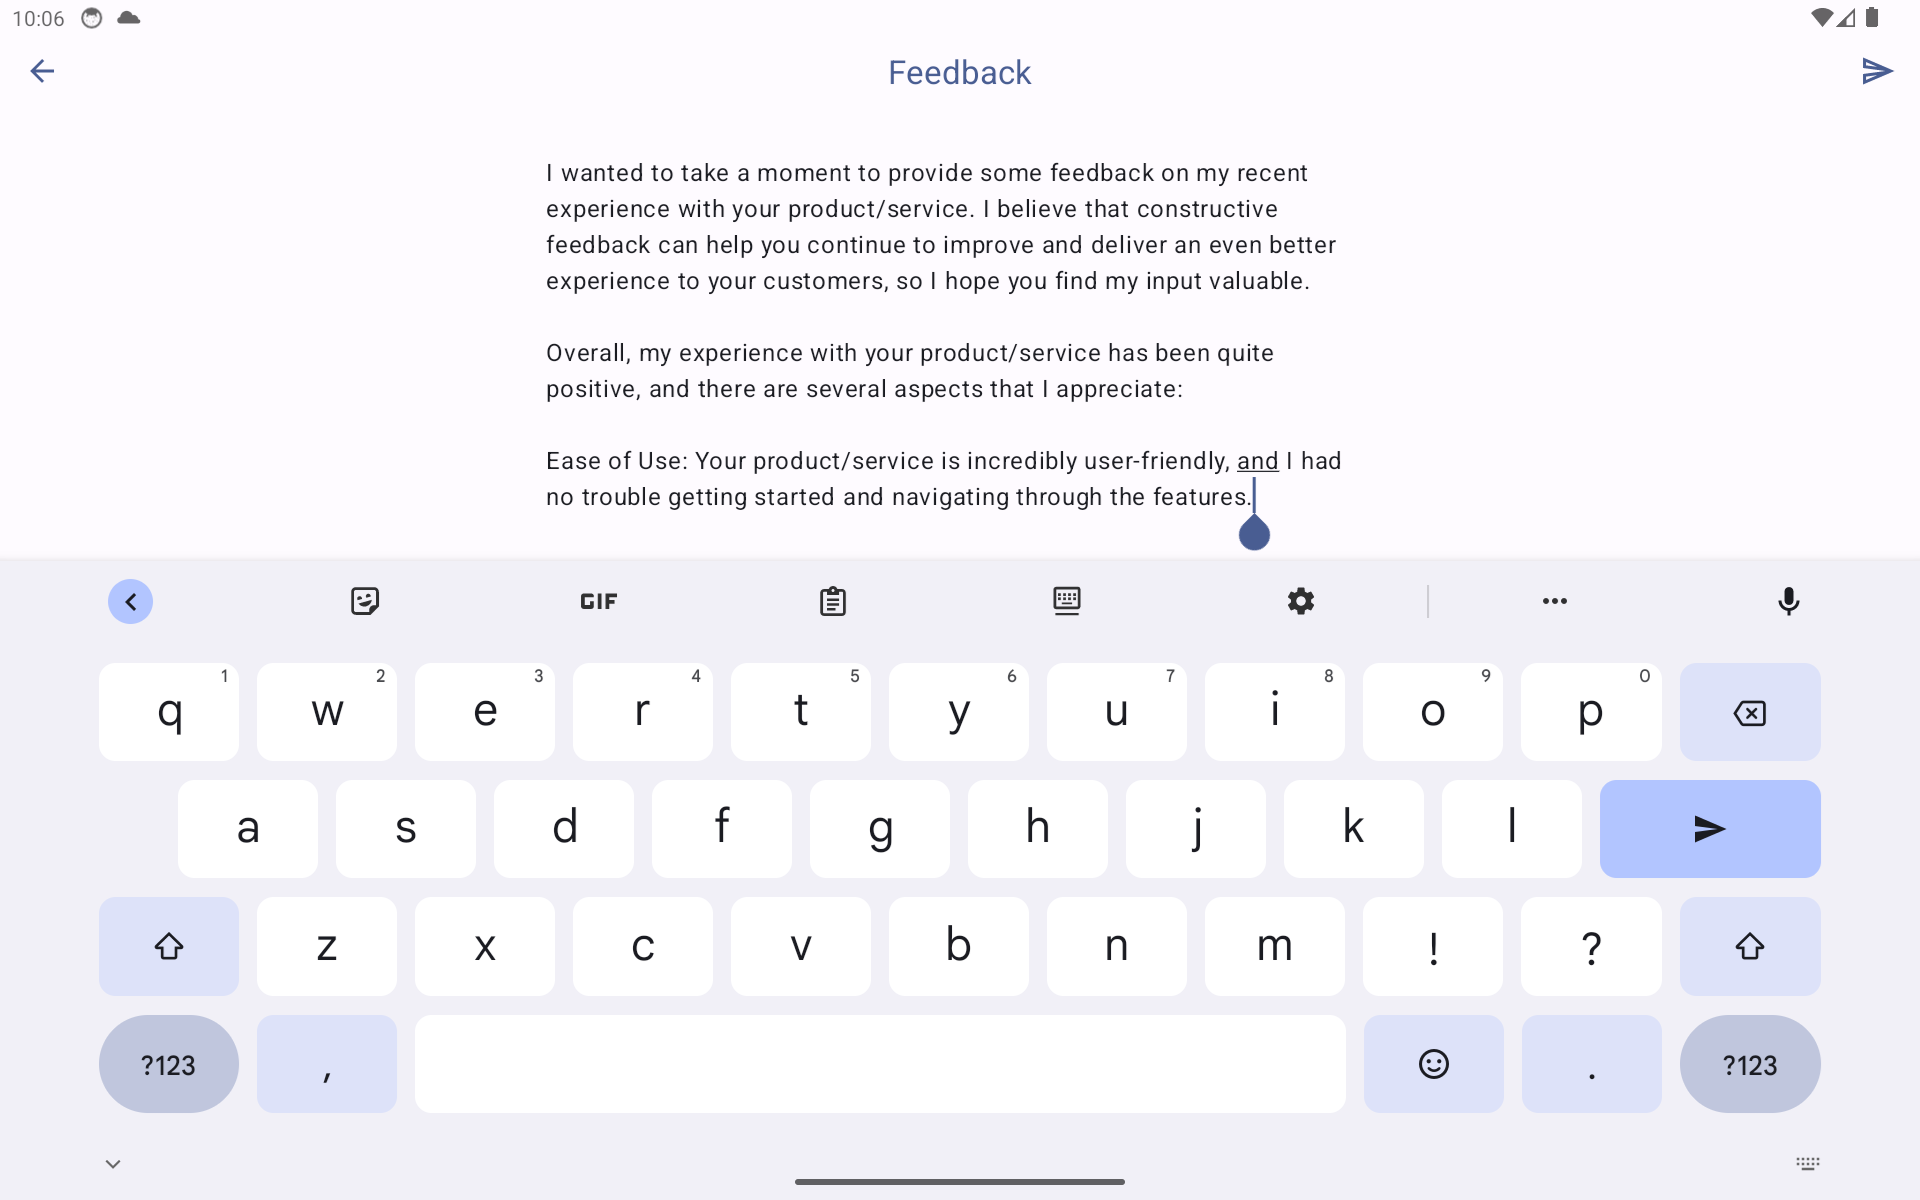 10:06
Feedback
I wanted to take a moment to provide some feedback on my recent
experience with your product/service. I believe that constructive
feedback can help you continue to improve and deliver an even better
experience to your customers, so I hope you find my input valuable.
Overall, my experience with your product/service has been quite
positive, and there are several aspects that I appreciate:
Ease of Use: Your product/service is incredibly user-friendly, and I had
no trouble getting started and navigating through the features.
GIF
q 1 w 2 e 3 r 4 t 5 y 6 u 7 i 8 o 9 p 0
a s d f g h j k l
z x c v b n m ! ?
?123 , . ?123